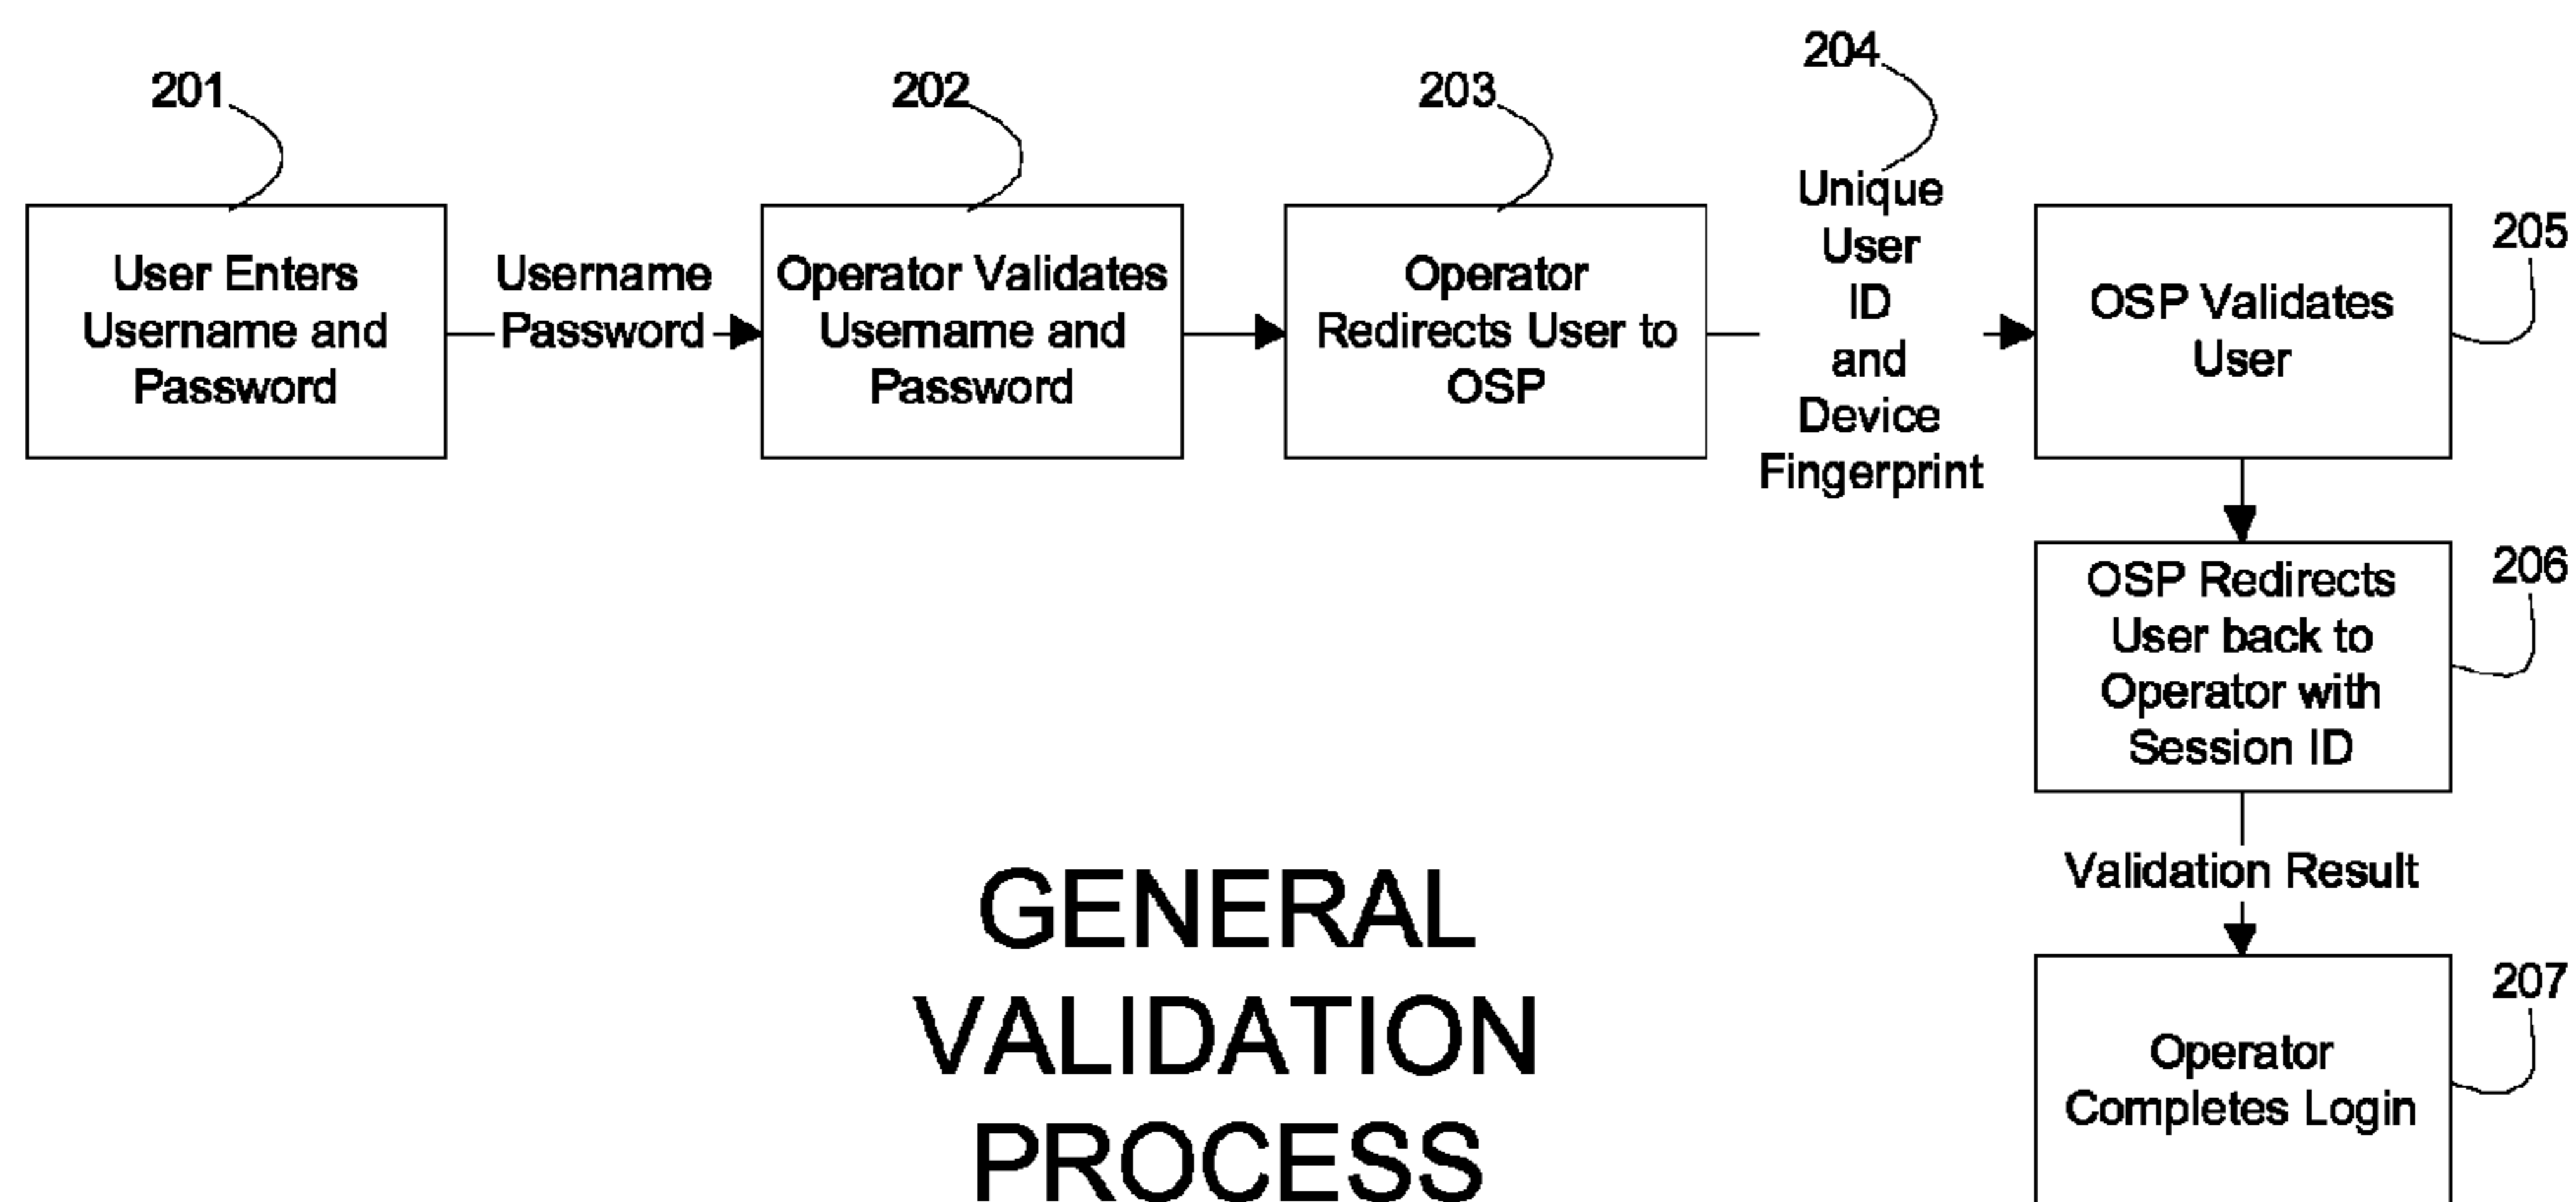 201
202
203
204
User Enters
Username and
Password
Username
Password
Operator Validates
Username and
Password
Operator
Redirects User to
OSP
Unique
User
ID
and
Device
Fingerprint
OSP Validates
User
205
OSP Redirects
User back to
Operator with
Session ID
206
Validation Result
Operator
Completes Login
207
GENERAL
VALIDATION
PROCESS